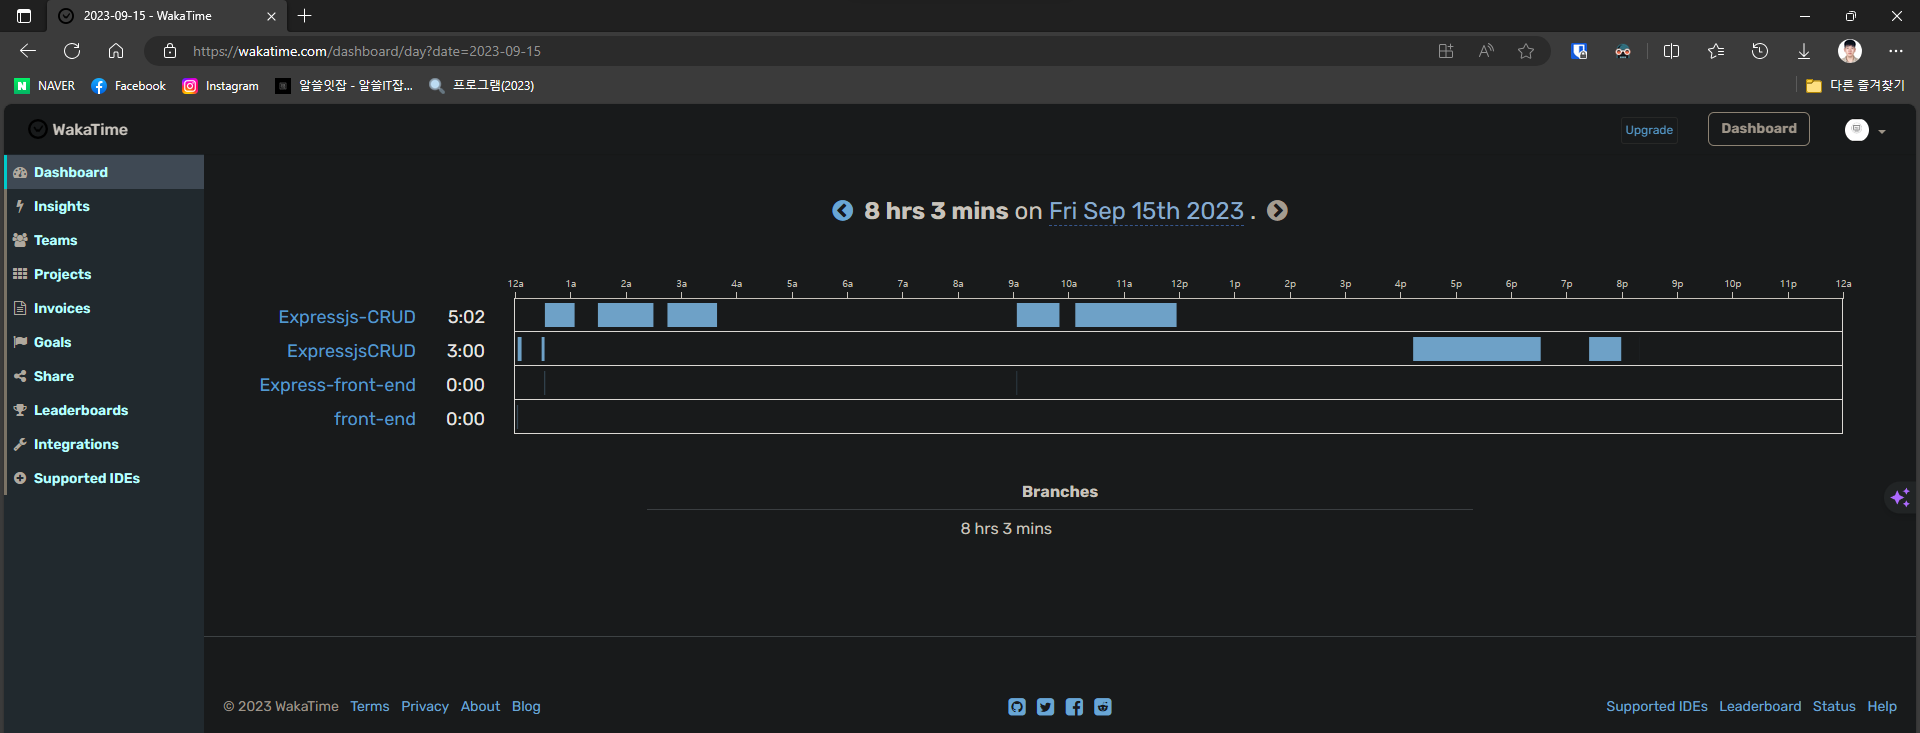 2023-09-15 - WakaTime
https://wakatime.com/dashboard/day?date=2023-09-15
NAVER Facebook Instagram 알쓸잇잡 - 알쓸IT잡... 프로그램(2023) 다른 즐겨찾기
WakaTime Upgrade Dashboard
Dashboard
Insights
Teams
Projects
Invoices
Goals
Share
Leaderboards
Integrations
Supported IDEs
8 hrs 3 mins on Fri Sep 15th 2023 .
12a 1a 2a 3a 4a 5a 6a 7a 8a 9a 10a 11a 12p 1p 2p 3p 4p 5p 6p 7p 8p 9p 10p 11p 12a
Expressjs-CRUD 5:02
ExpressjsCRUD 3:00
Express-front-end 0:00
front-end 0:00
Branches
8 hrs 3 mins
© 2023 WakaTime Terms Privacy About Blog Supported IDEs Leaderboard Status Help